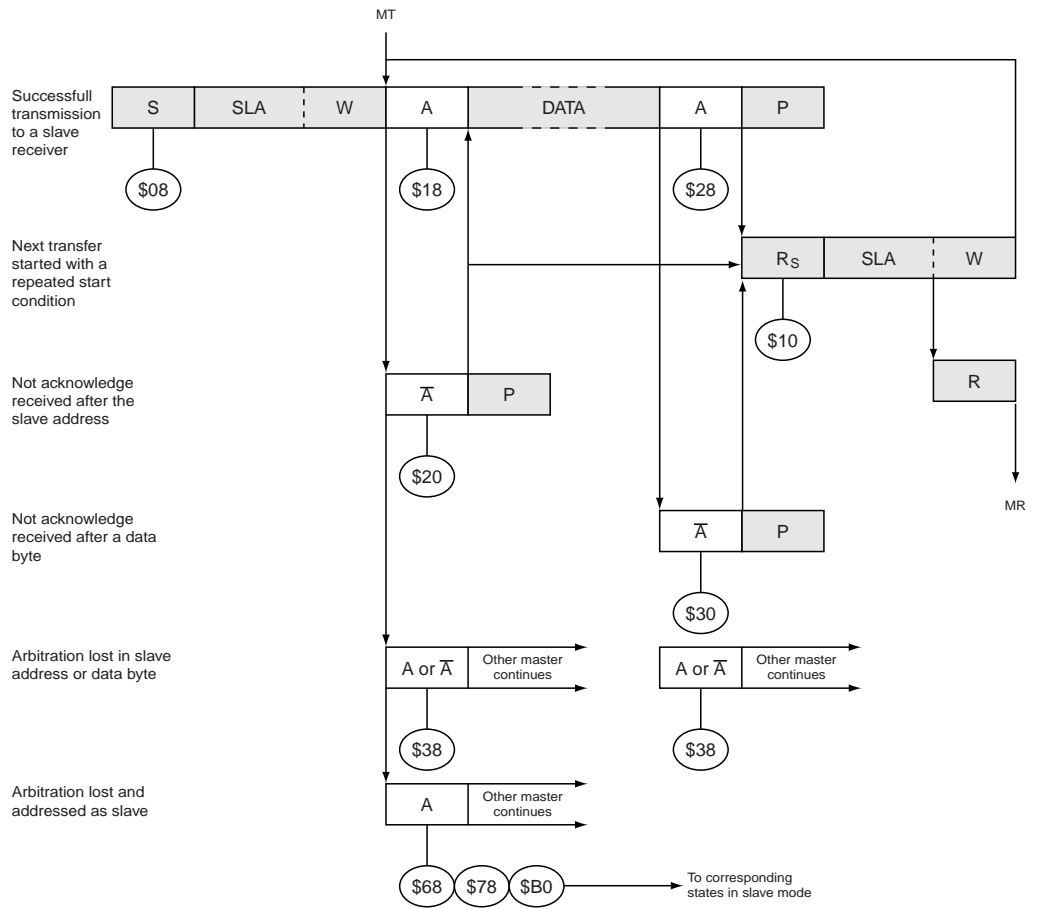 MT
Successfull
transmission
to a slave
receiver
S SLA W A DATA A P
$08 $18 $28
Next transfer
started with a
repeated start
condition
RS SLA W
$10
Not acknowledge
received after the
slave address
A̅ P
R
$20
MR
Not acknowledge
received after a data
byte
A̅ P
$30
Arbitration lost in slave
address or data byte
A or A̅ Other master
continues
A or A̅ Other master
continues
$38 $38
Arbitration lost and
addressed as slave
A Other master
continues
$68 $78 $B0
To corresponding
states in slave mode